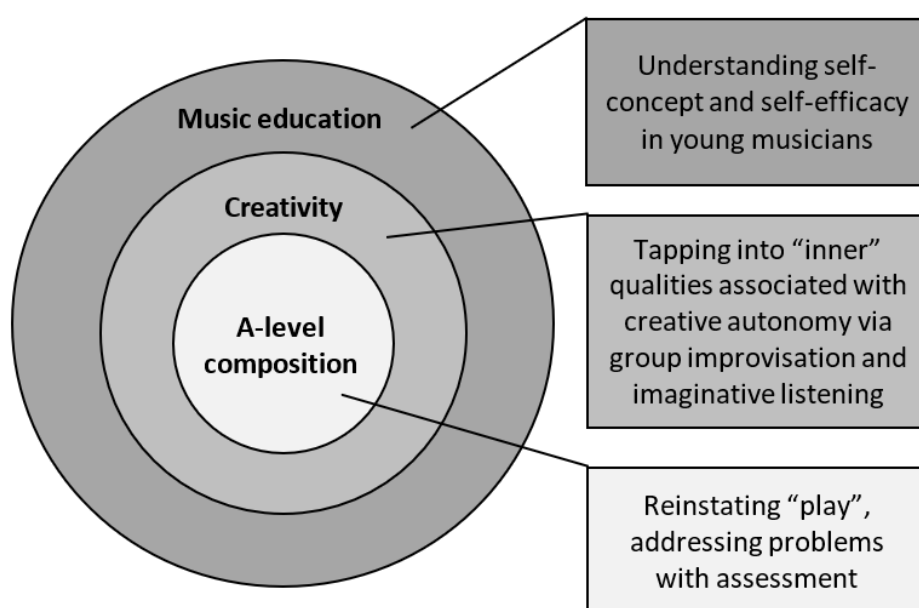 Music education
Creativity
A-level
composition
Understanding self-
concept and self-efficacy
in young musicians
Tapping into “inner”
qualities associated with
creative autonomy via
group improvisation and
imaginative listening
Reinstating “play”,
addressing problems
with assessment